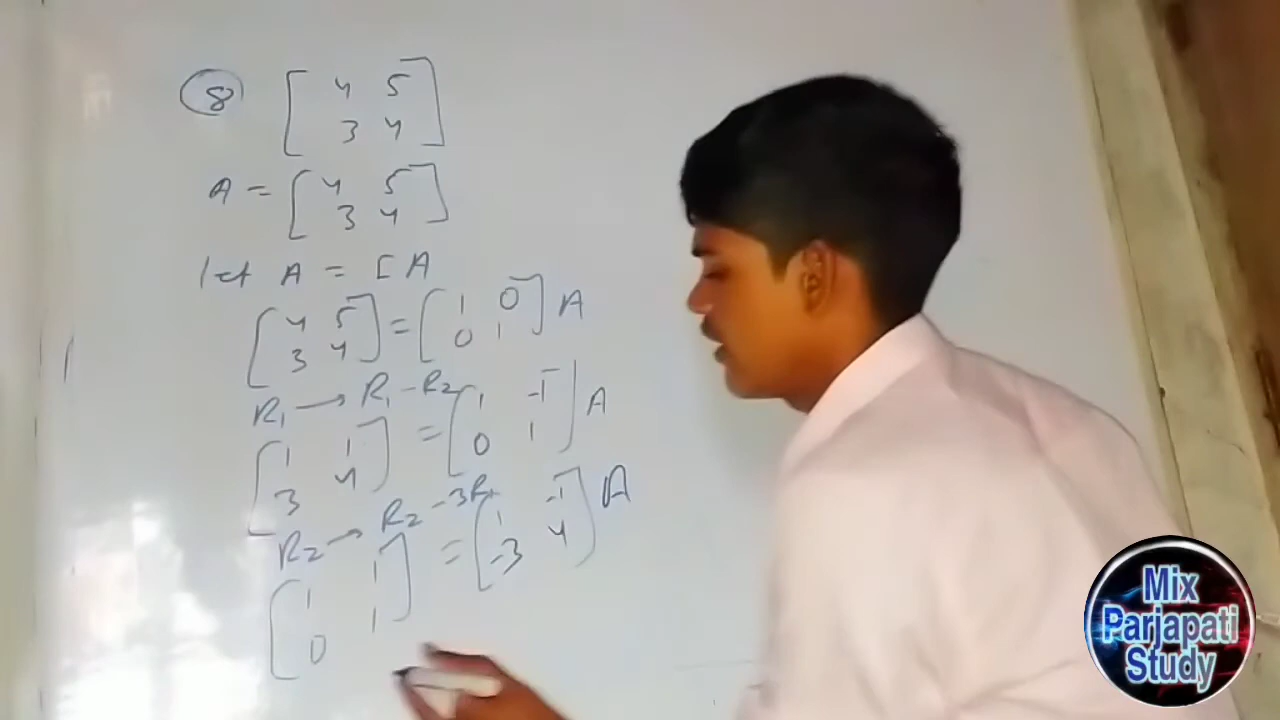 8 [ 4 5
3 4 ]
A = [ 4 5
3 4 ]
let A = I A
[ 4 5
3 4 ] = [ 1 0
0 1 ] A
R1 → R1 - R2
[ 1 1
3 4 ] = [ 1 -1
0 1 ] A
R2 → R2 - 3R1
[ 1 1
0 1 ] = [ 1 -1
-3 4 ] A
Mix
Parjapati
Study